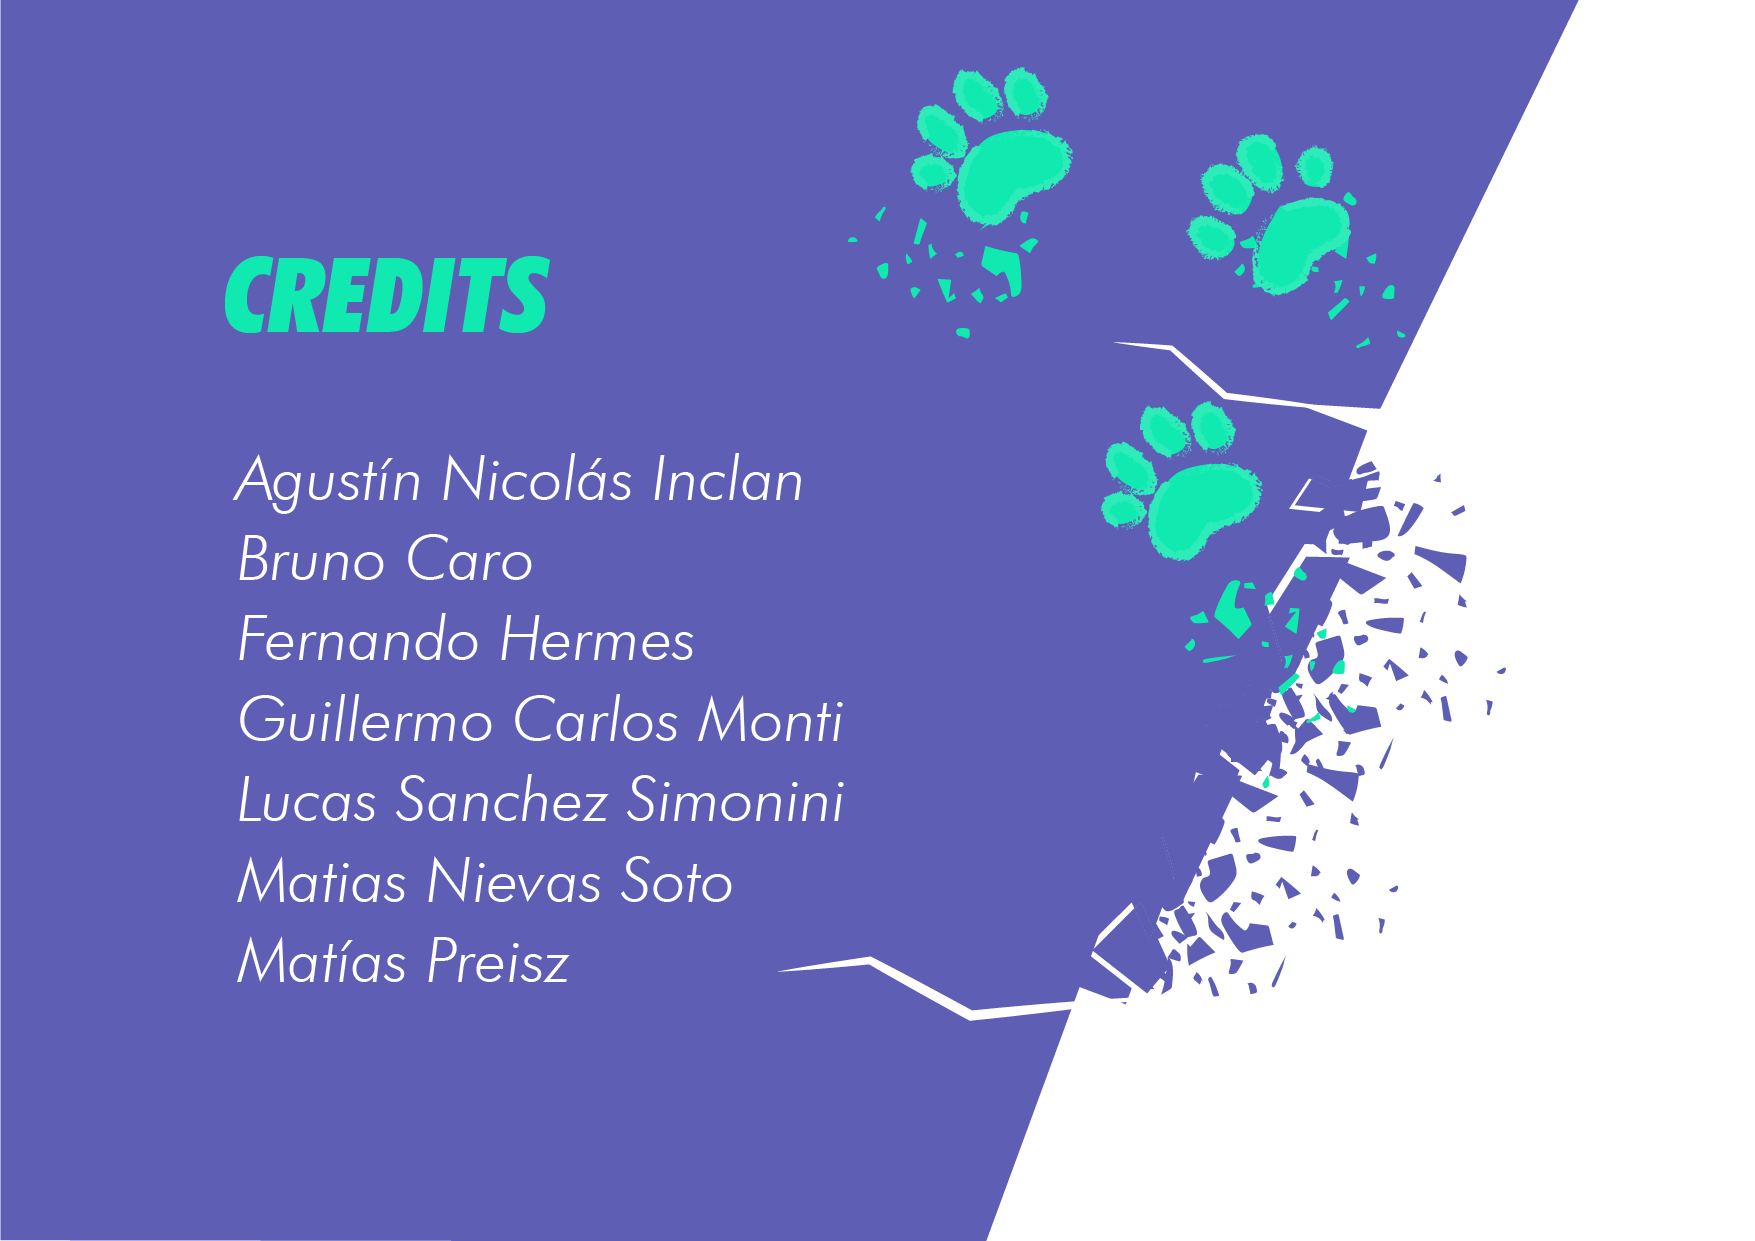 CREDITS
Agustín Nicolás Inclan
Bruno Caro
Fernando Hermes
Guillermo Carlos Monti
Lucas Sanchez Simonini
Matias Nievas Soto
Matías Preisz